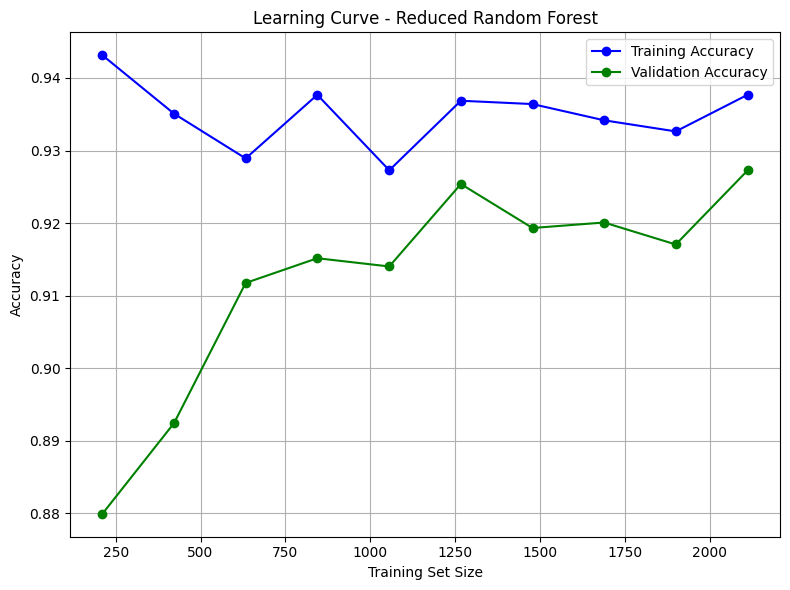 Learning Curve - Reduced Random Forest
Training Accuracy
Validation Accuracy
Accuracy
0.94
0.93
0.92
0.91
0.90
0.89
0.88
250 500 750 1000 1250 1500 1750 2000
Training Set Size